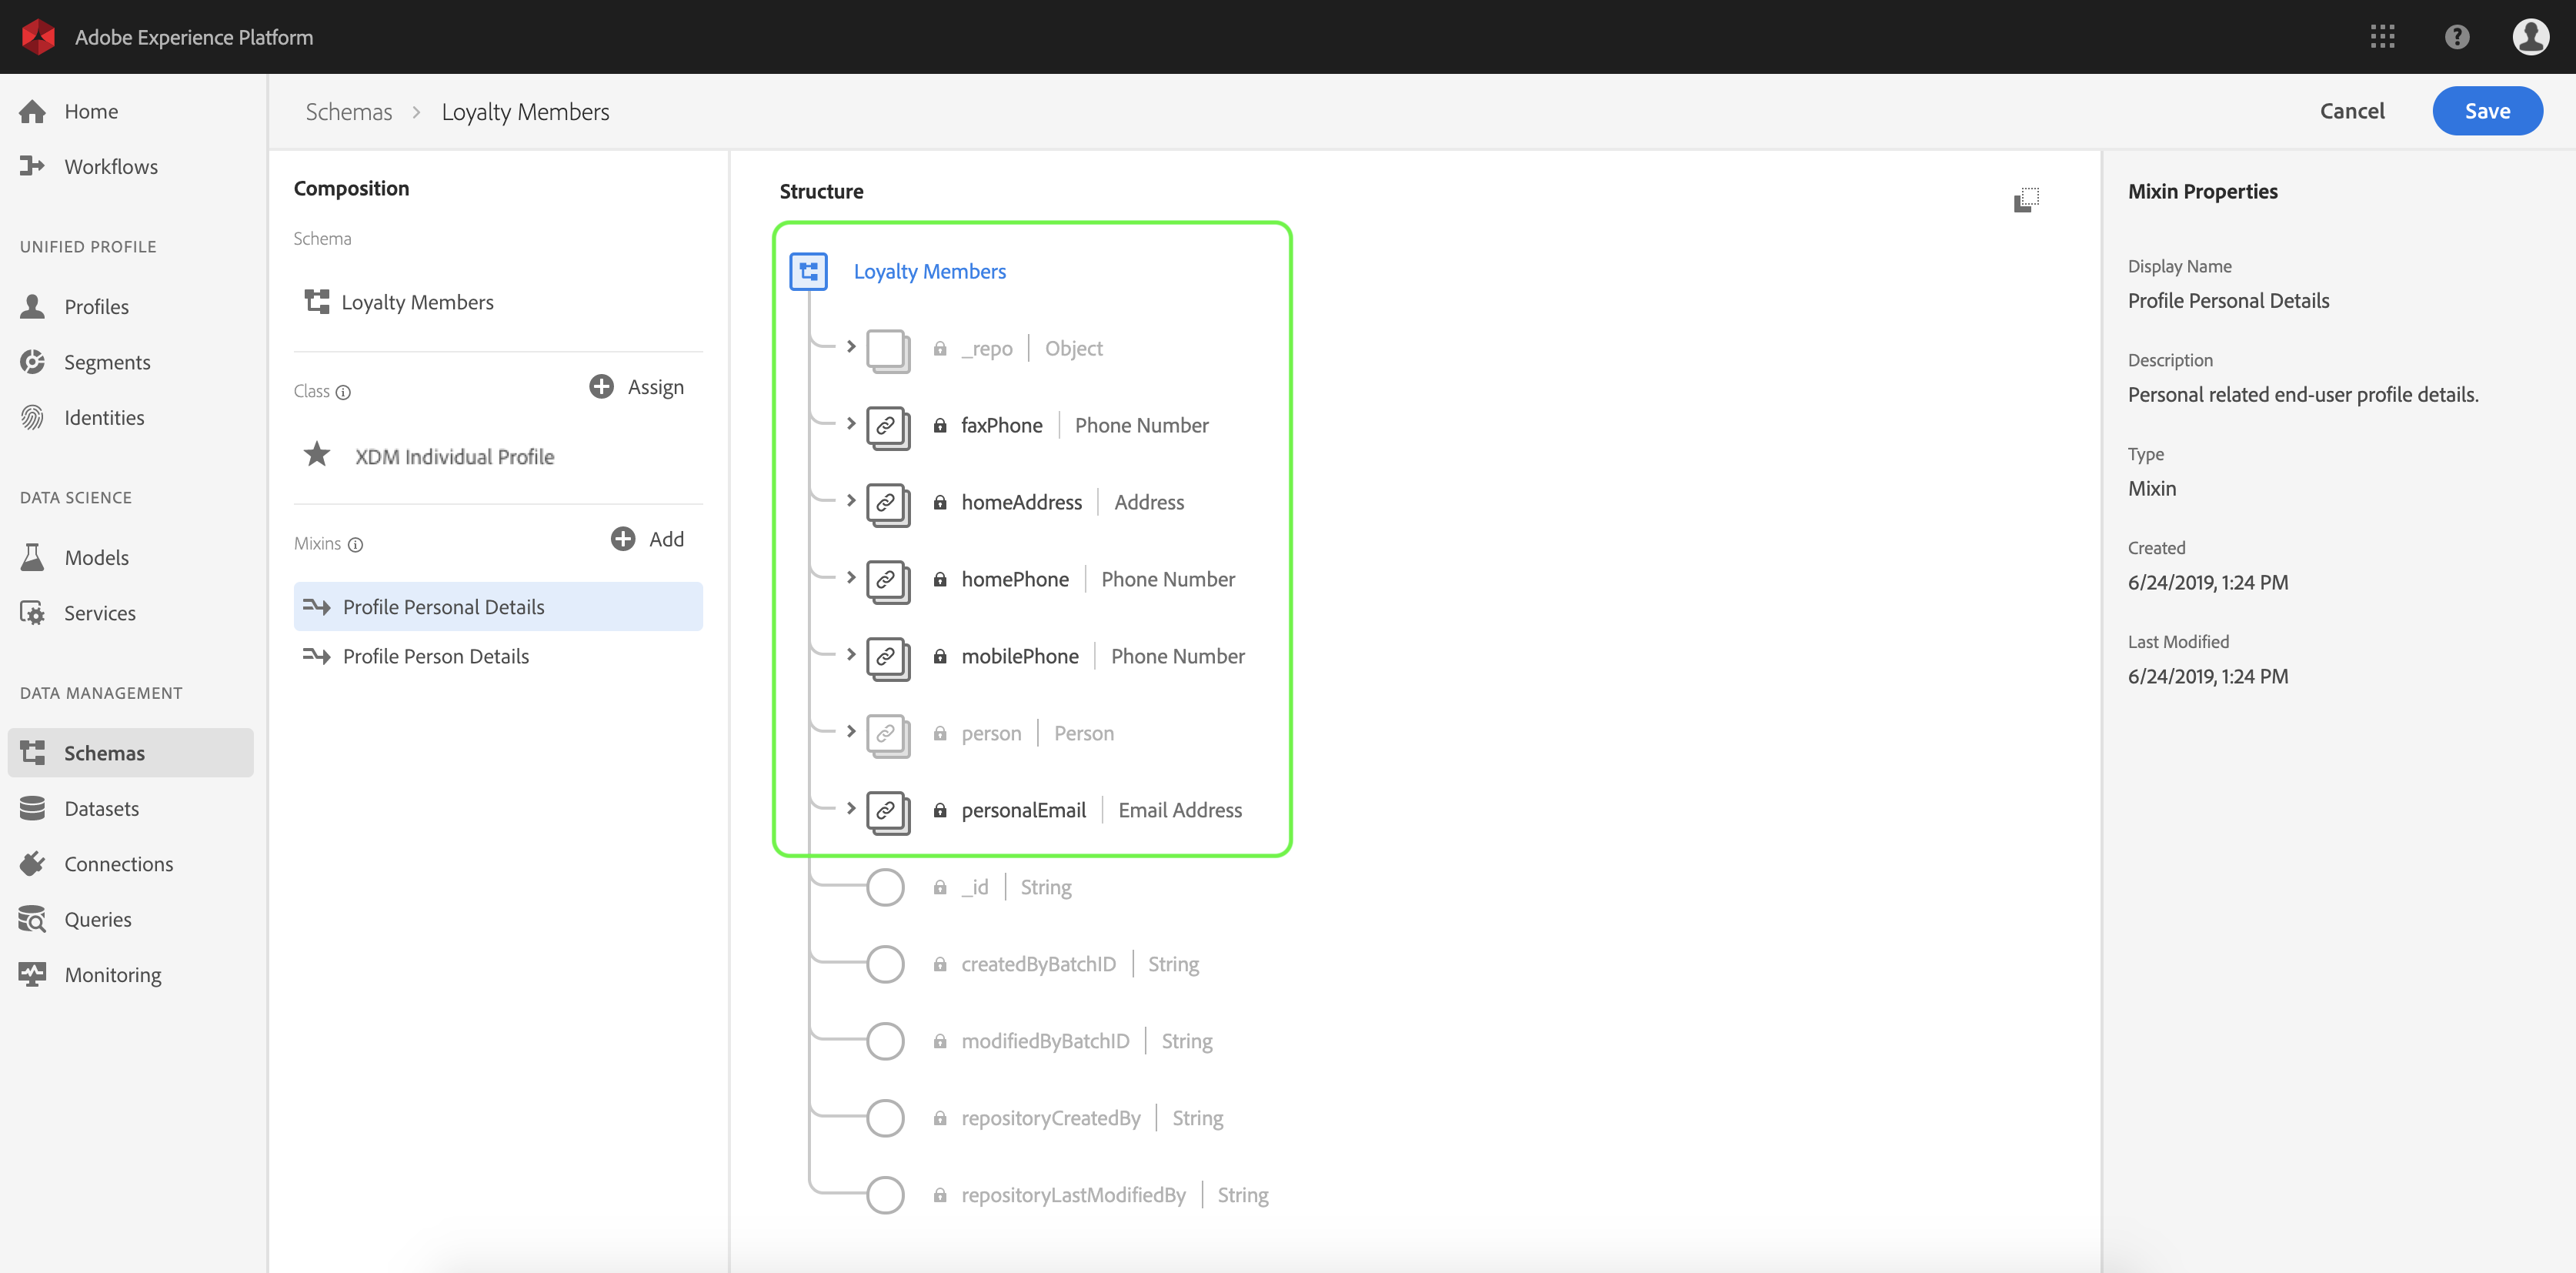 Adobe Experience Platform
Home
Workflows
UNIFIED PROFILE
Profiles
Segments
Identities
DATA SCIENCE
Models
Services
DATA MANAGEMENT
Schemas
Datasets
Connections
Queries
Monitoring
Schemas > Loyalty Members
Cancel
Save
Composition
Schema
Loyalty Members
Class
Assign
XDM Individual Profile
Mixins
Add
Profile Personal Details
Profile Person Details
Structure
Loyalty Members
_repo | Object
faxPhone | Phone Number
homeAddress | Address
homePhone | Phone Number
mobilePhone | Phone Number
person | Person
personalEmail | Email Address
_id | String
createdByBatchID | String
modifiedByBatchID | String
repositoryCreatedBy | String
repositoryLastModifiedBy | String
Mixin Properties
Display Name
Profile Personal Details
Description
Personal related end-user profile details.
Type
Mixin
Created
6/24/2019, 1:24 PM
Last Modified
6/24/2019, 1:24 PM